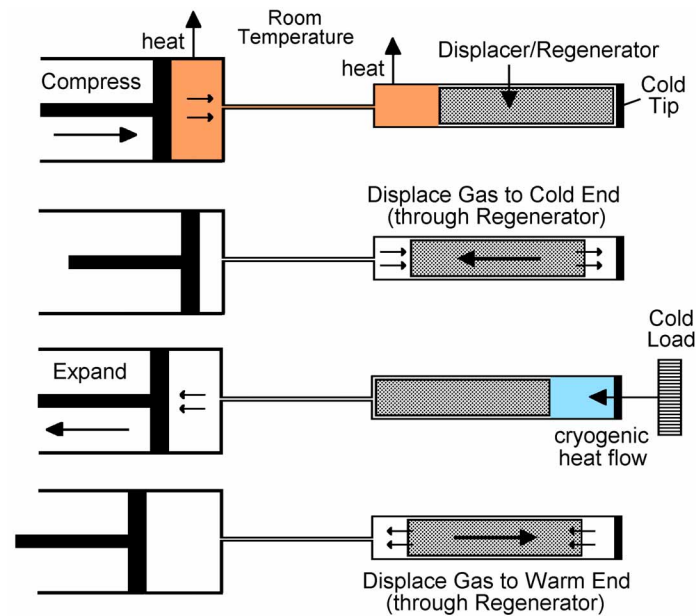 Room
Temperature
heat
Compress
heat
Displacer/Regenerator
Cold
Tip
Displace Gas to Cold End
(through Regenerator)
Cold
Load
Expand
cryogenic
heat flow
Displace Gas to Warm End
(through Regenerator)